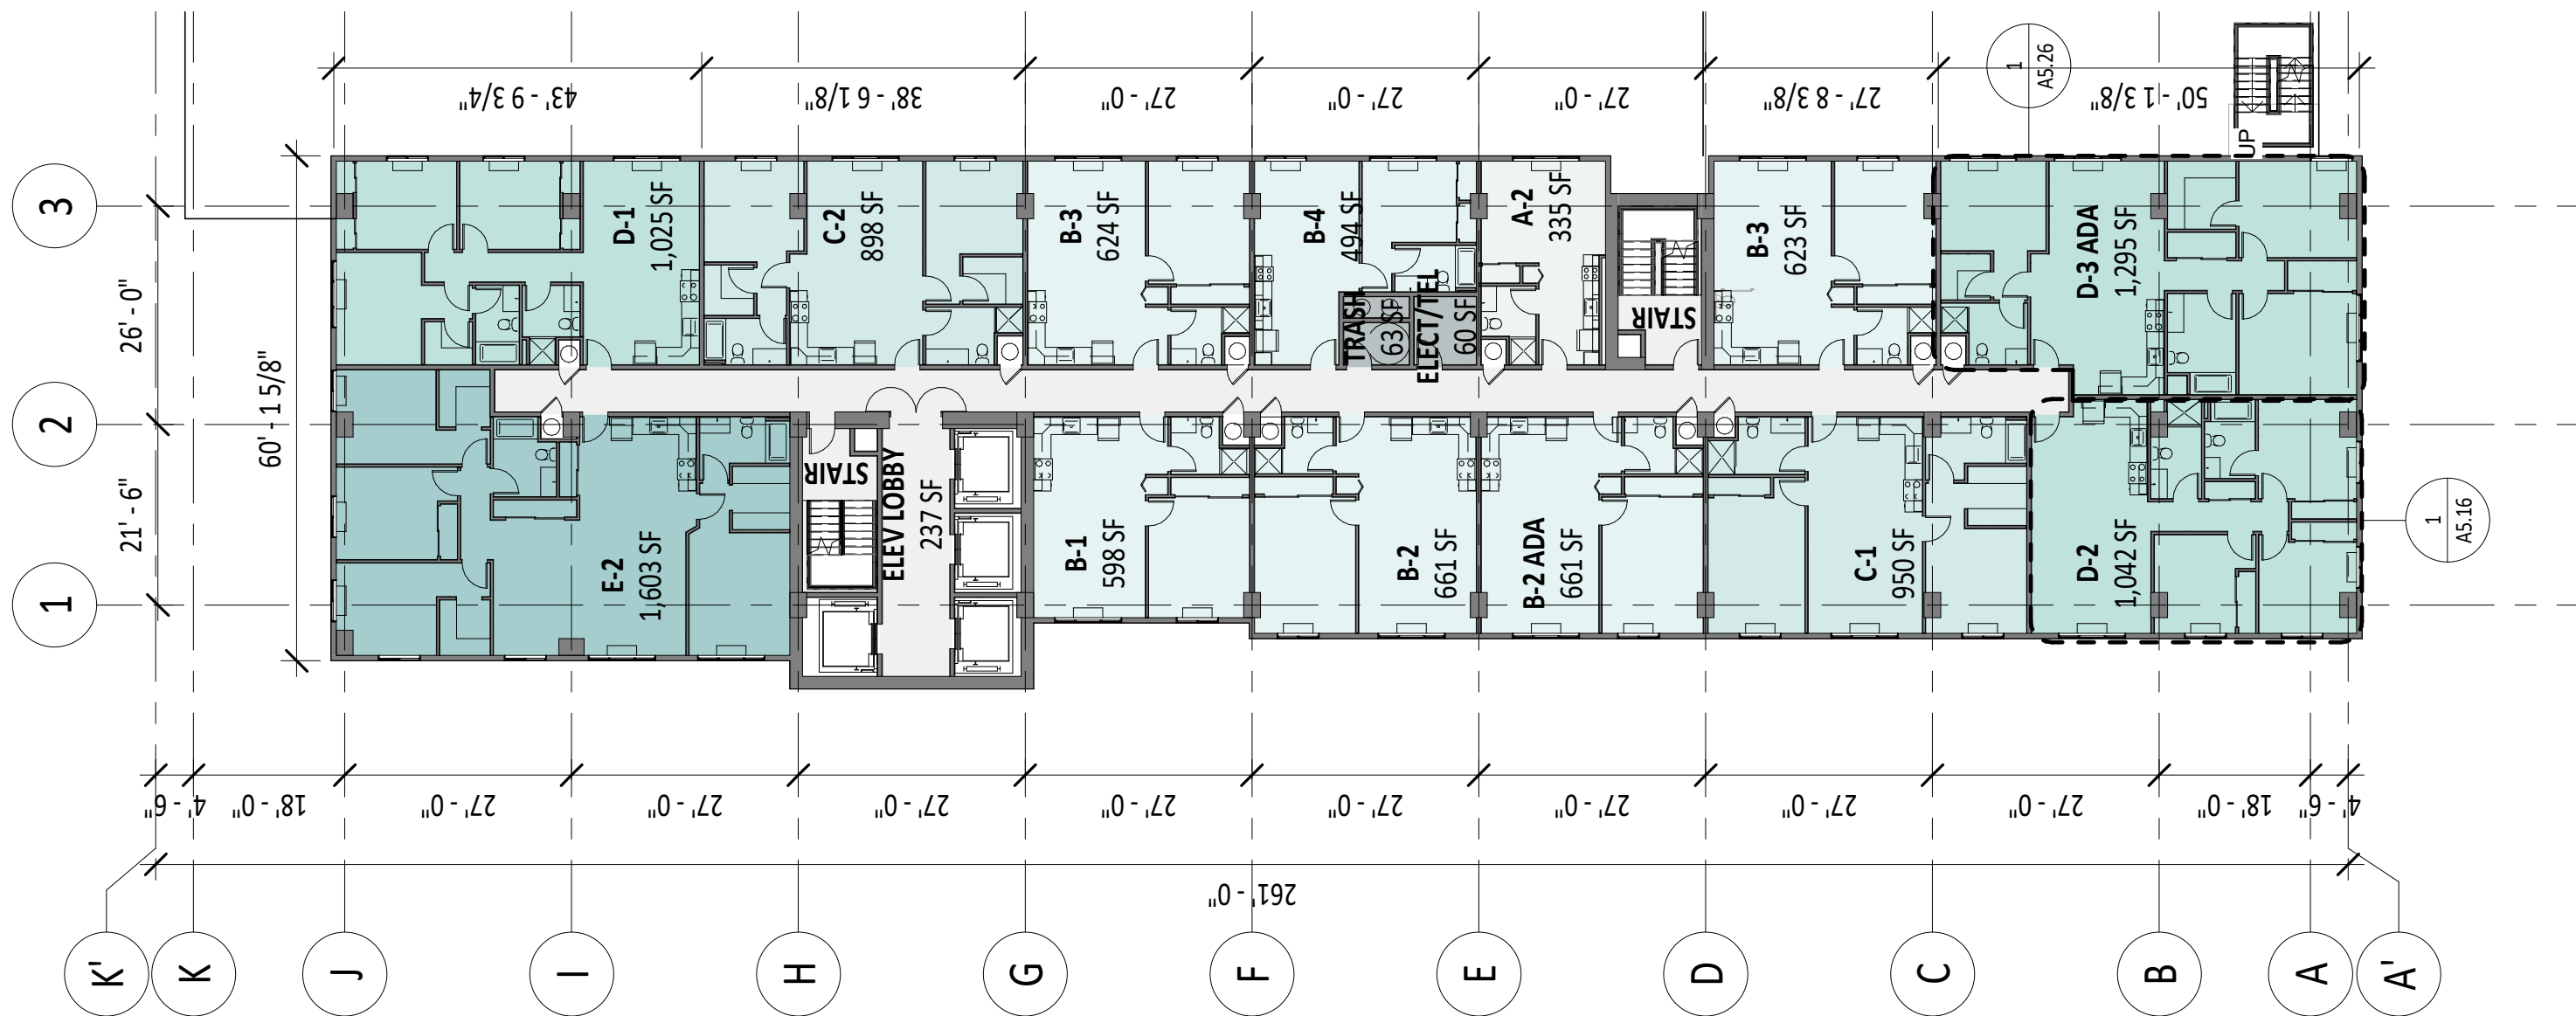 43' - 9 3/4"
38' - 6 1/8"
27' - 0"
27' - 0"
27' - 0"
27' - 8 3/8"
50' - 1 3/8"
1
A5.26
UP
3
2
1
26' - 0"
21' - 6"
60' - 1 5/8"
D-1
1,025 SF
C-2
898 SF
B-3
624 SF
B-4
494 SF
A-2
335 SF
STAIR
B-3
623 SF
D-3 ADA
1,295 SF
TRASH
63 SF
ELECT/TEL
60 SF
E-2
1,603 SF
STAIR
ELEV LOBBY
237 SF
B-1
598 SF
B-2
661 SF
B-2 ADA
661 SF
C-1
950 SF
D-2
1,042 SF
1
A5.16
4' - 6"
18' - 0"
27' - 0"
27' - 0"
27' - 0"
27' - 0"
27' - 0"
27' - 0"
27' - 0"
27' - 0"
18' - 0"
4' - 6"
261' - 0"
K'
K
J
I
H
G
F
E
D
C
B
A
A'